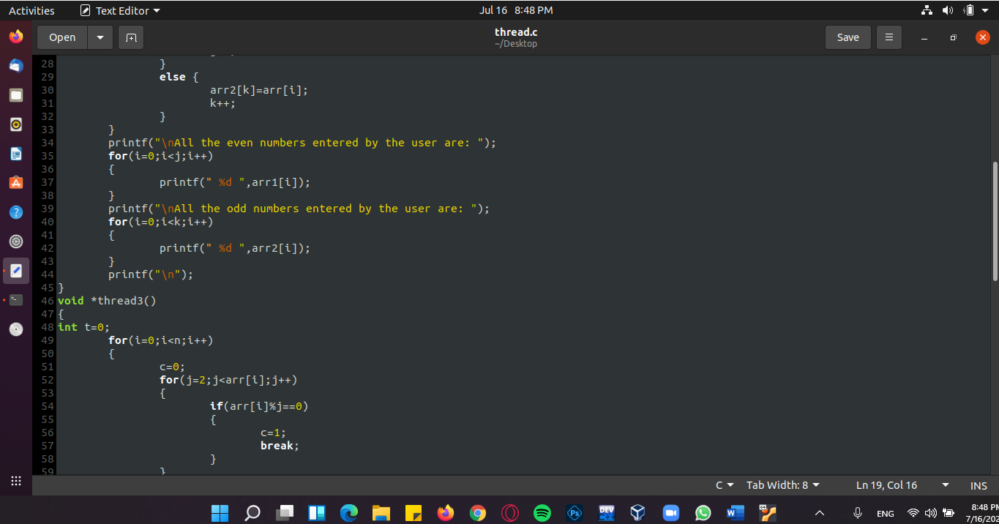 Activities Text Editor Jul 16 8:48 PM
Open thread.c Save
~/Desktop
28 }
29 else {
30 arr2[k]=arr[i];
31 k++;
32 }
33 }
34 printf("\nAll the even numbers entered by the user are: ");
35 for(i=0;i<j;i++)
36 {
37 printf(" %d ",arr1[i]);
38 }
39 printf("\nAll the odd numbers entered by the user are: ");
40 for(i=0;i<k;i++)
41 {
42 printf(" %d ",arr2[i]);
43 }
44 printf("\n");
45 }
46 void *thread3()
47 {
48 int t=0;
49 for(i=0;i<n;i++)
50 {
51 c=0;
52 for(j=2;j<arr[i];j++)
53 {
54 if(arr[i]%j==0)
55 {
56 c=1;
57 break;
58 }
59 }
C Tab Width: 8 Ln 19, Col 16 INS
Ps DEV C++ W 64 ENG 8:48 PM
7/16/202